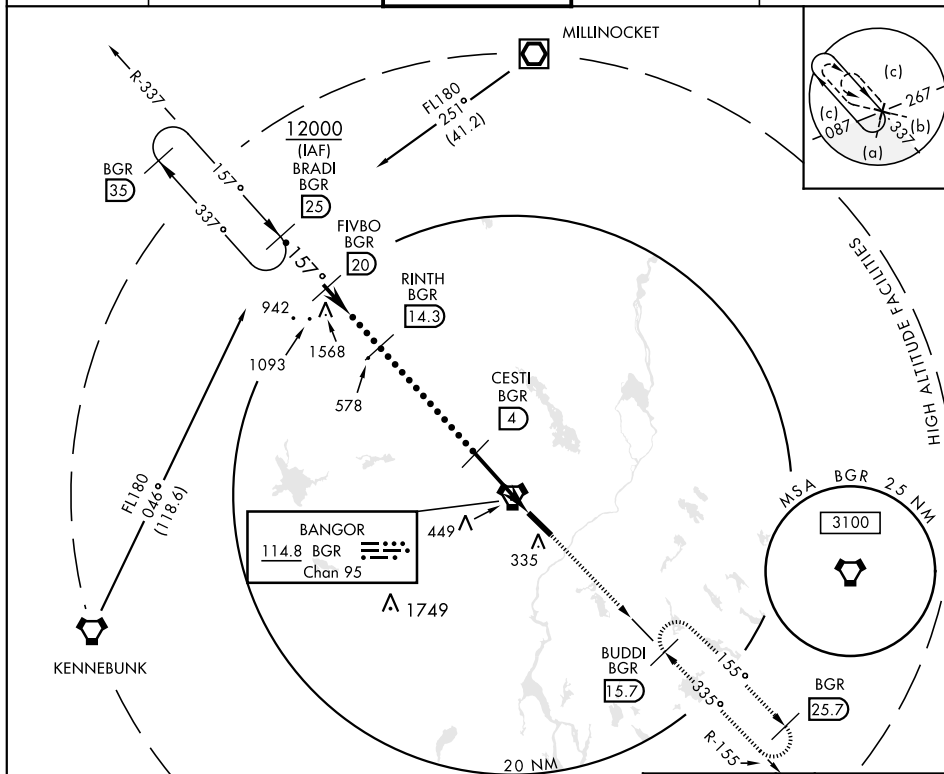 MILLINOCKET
R-337
FL180
251°
(41.2)
12000
(IAF)
BRADI
BGR
25
BGR
35
157°
337°
157°
FIVBO
BGR
20
RINTH
BGR
14.3
942
1568
1093
578
CESTI
BGR
4
(c)
267
(c)
087
337
(b)
(a)
HIGH ALTITUDE FACILITIES
FL180
046°
(118.6)
BANGOR
114.8 BGR
Chan 95
449
335
1749
KENNEBUNK
MSA BGR 25 NM
3100
BUDDI
BGR
15.7
155°
335°
BGR
25.7
R-155
20 NM